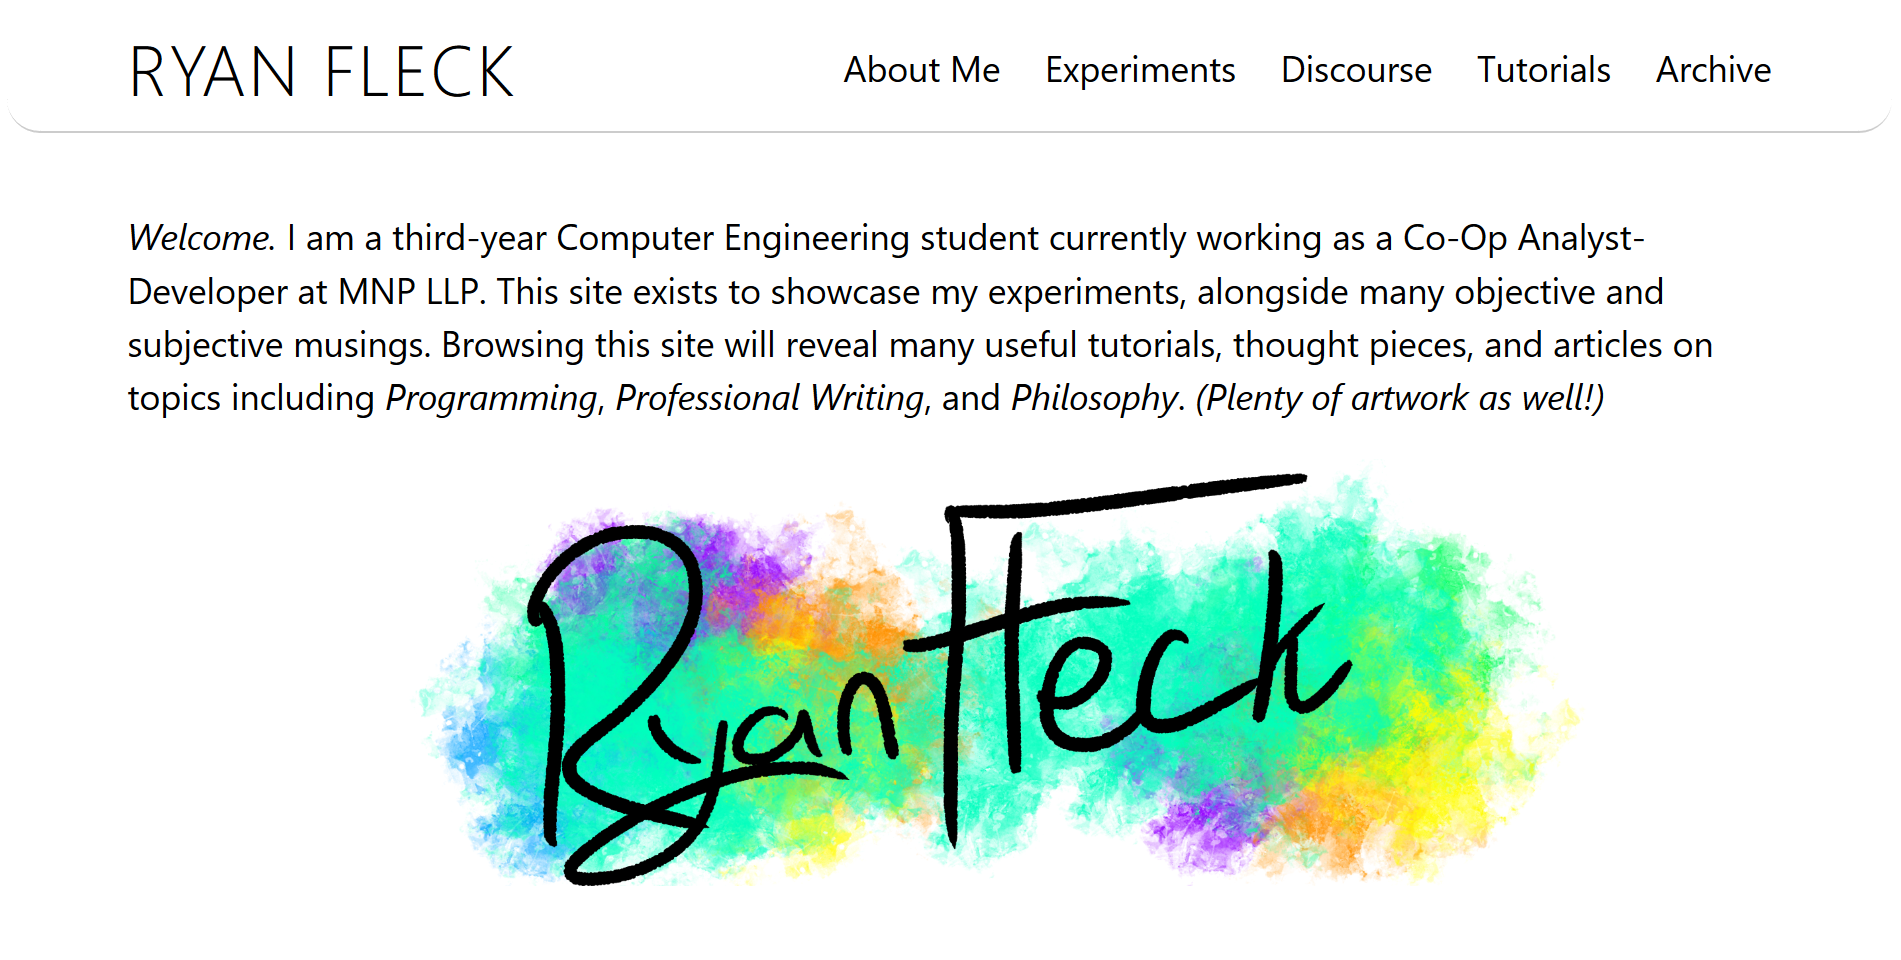 RYAN FLECK
About Me Experiments Discourse Tutorials Archive
Welcome. I am a third-year Computer Engineering student currently working as a Co-Op Analyst-
Developer at MNP LLP. This site exists to showcase my experiments, alongside many objective and
subjective musings. Browsing this site will reveal many useful tutorials, thought pieces, and articles on
topics including Programming, Professional Writing, and Philosophy. (Plenty of artwork as well!)
Ryan Fleck